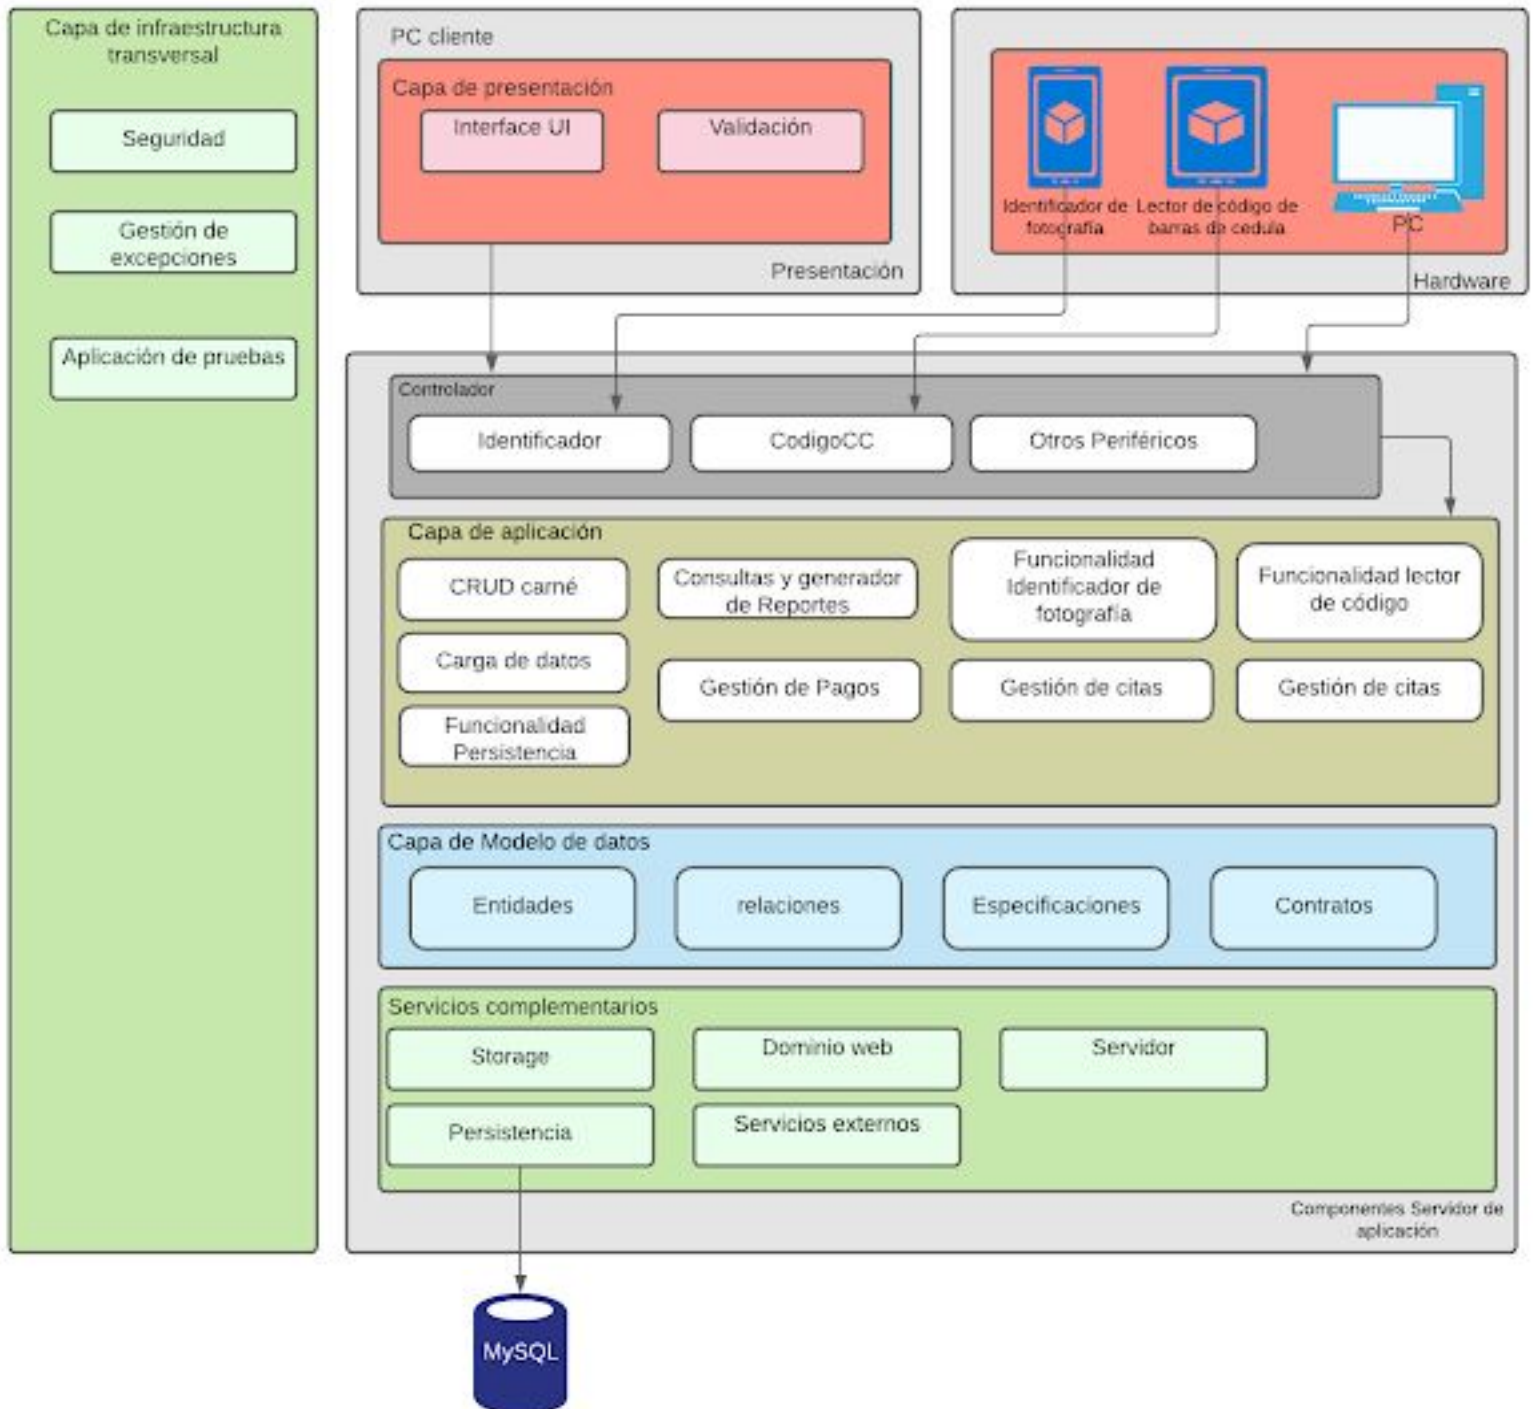 Capa de infraestructura
transversal
Seguridad
Gestión de
excepciones
Aplicación de pruebas
PC cliente
Capa de presentación
Interface UI
Validación
Presentación
Identificador de
fotografía
Lector de código de
barras de cedula
PC
Hardware
Controlador
Identificador
CodigoCC
Otros Periféricos
Capa de aplicación
CRUD carné
Consultas y generador
de Reportes
Funcionalidad
Identificador de
fotografía
Funcionalidad lector
de código
Carga de datos
Gestión de Pagos
Gestión de citas
Gestión de citas
Funcionalidad
Persistencia
Capa de Modelo de datos
Entidades
relaciones
Especificaciones
Contratos
Servicios complementarios
Storage
Dominio web
Servidor
Persistencia
Servicios externos
Componentes Servidor de
aplicación
MySQL